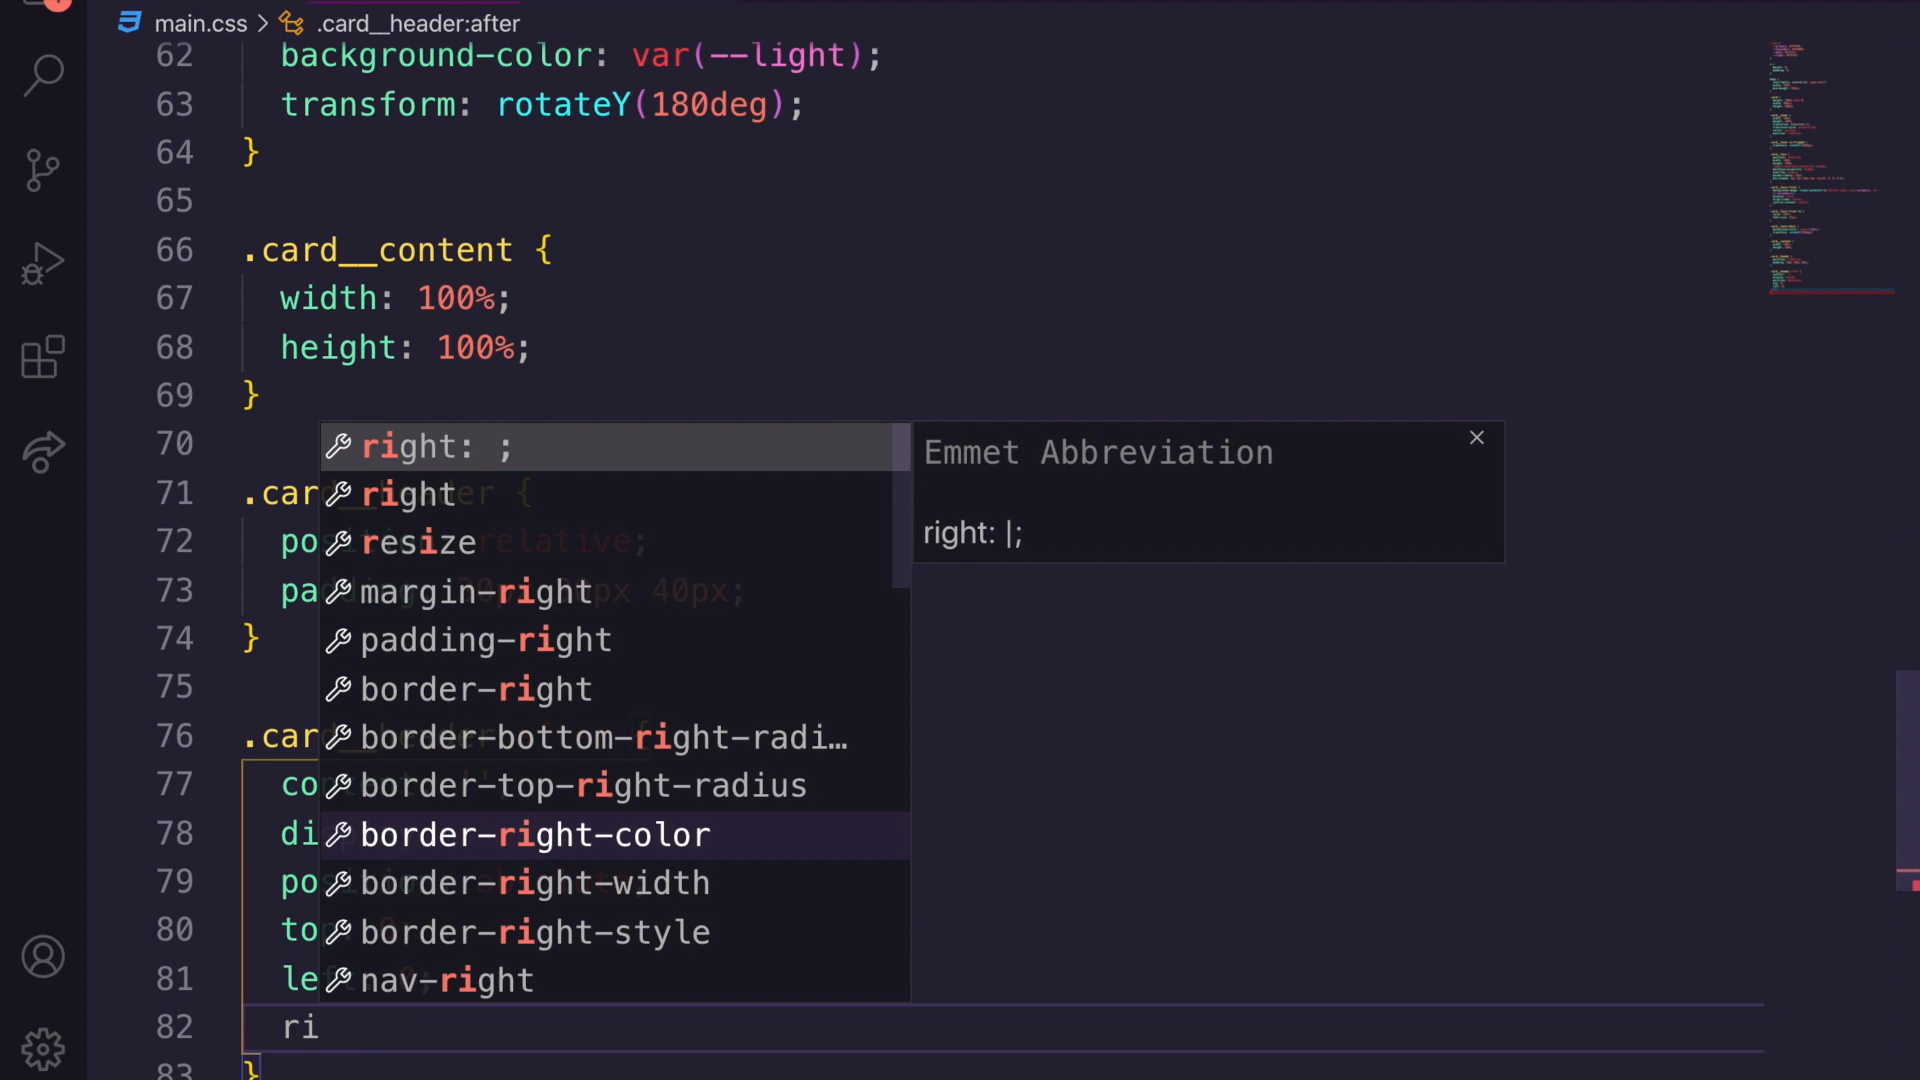 main.css > .card__header:after
62 background-color: var(--light);
63 transform: rotateY(180deg);
64 }
65
66 .card__content {
67 width: 100%;
68 height: 100%;
69 }
70 right: ;
Emmet Abbreviation
71 .car
right
right: |;
72 po
resize
73 pa
margin-right
74 }
padding-right
75
border-right
76 .car
border-bottom-right-radi…
77 co
border-top-right-radius
78 di
border-right-color
79 po
border-right-width
80 to
border-right-style
81 le
nav-right
82 ri
83 }